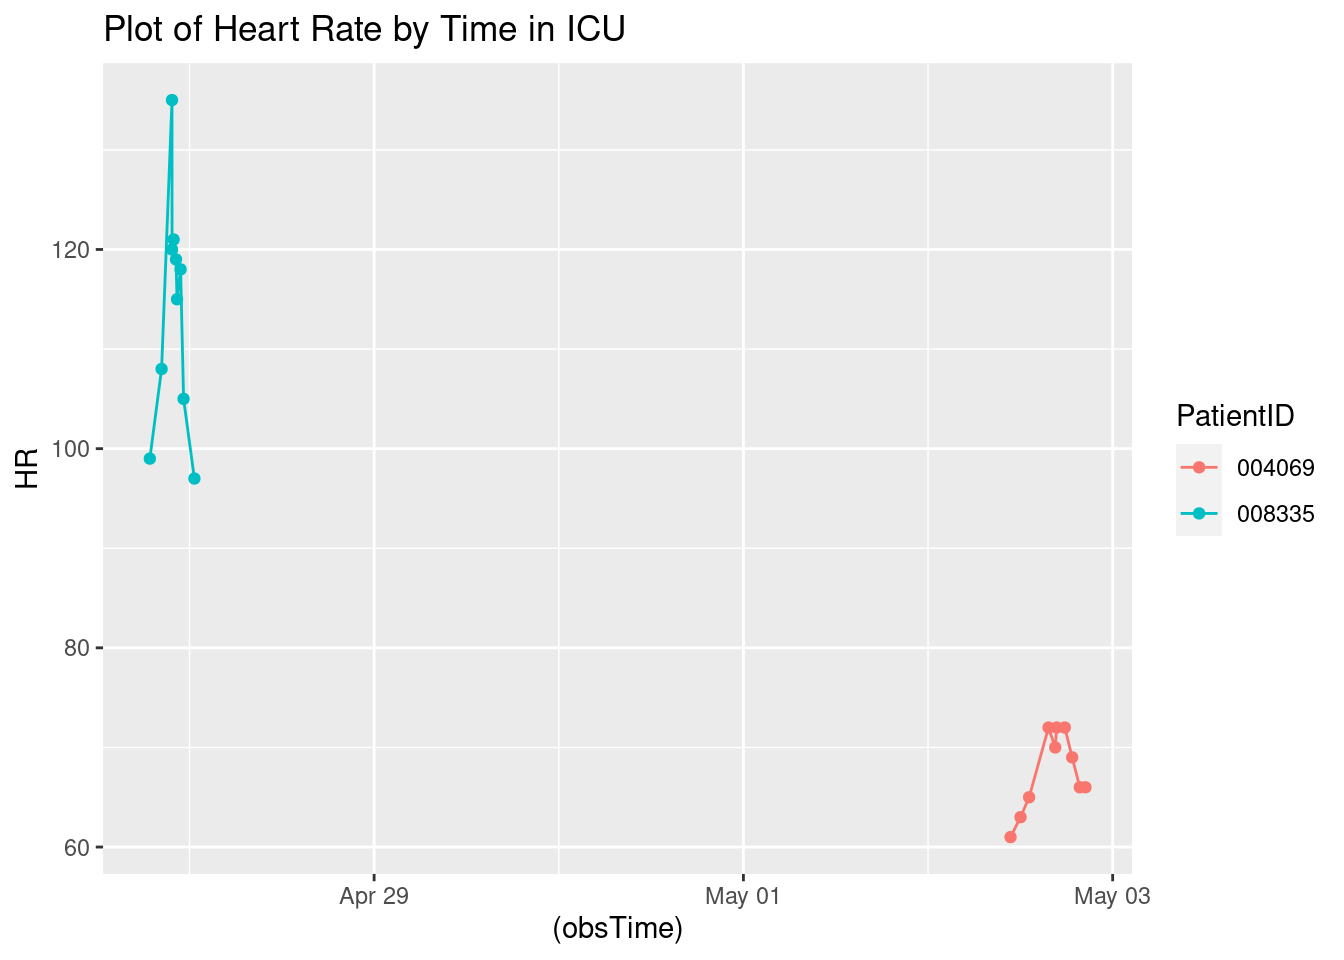 Plot of Heart Rate by Time in ICU
120
100
80
60
HR
Apr 29
May 01
May 03
(obsTime)
PatientID
004069
008335